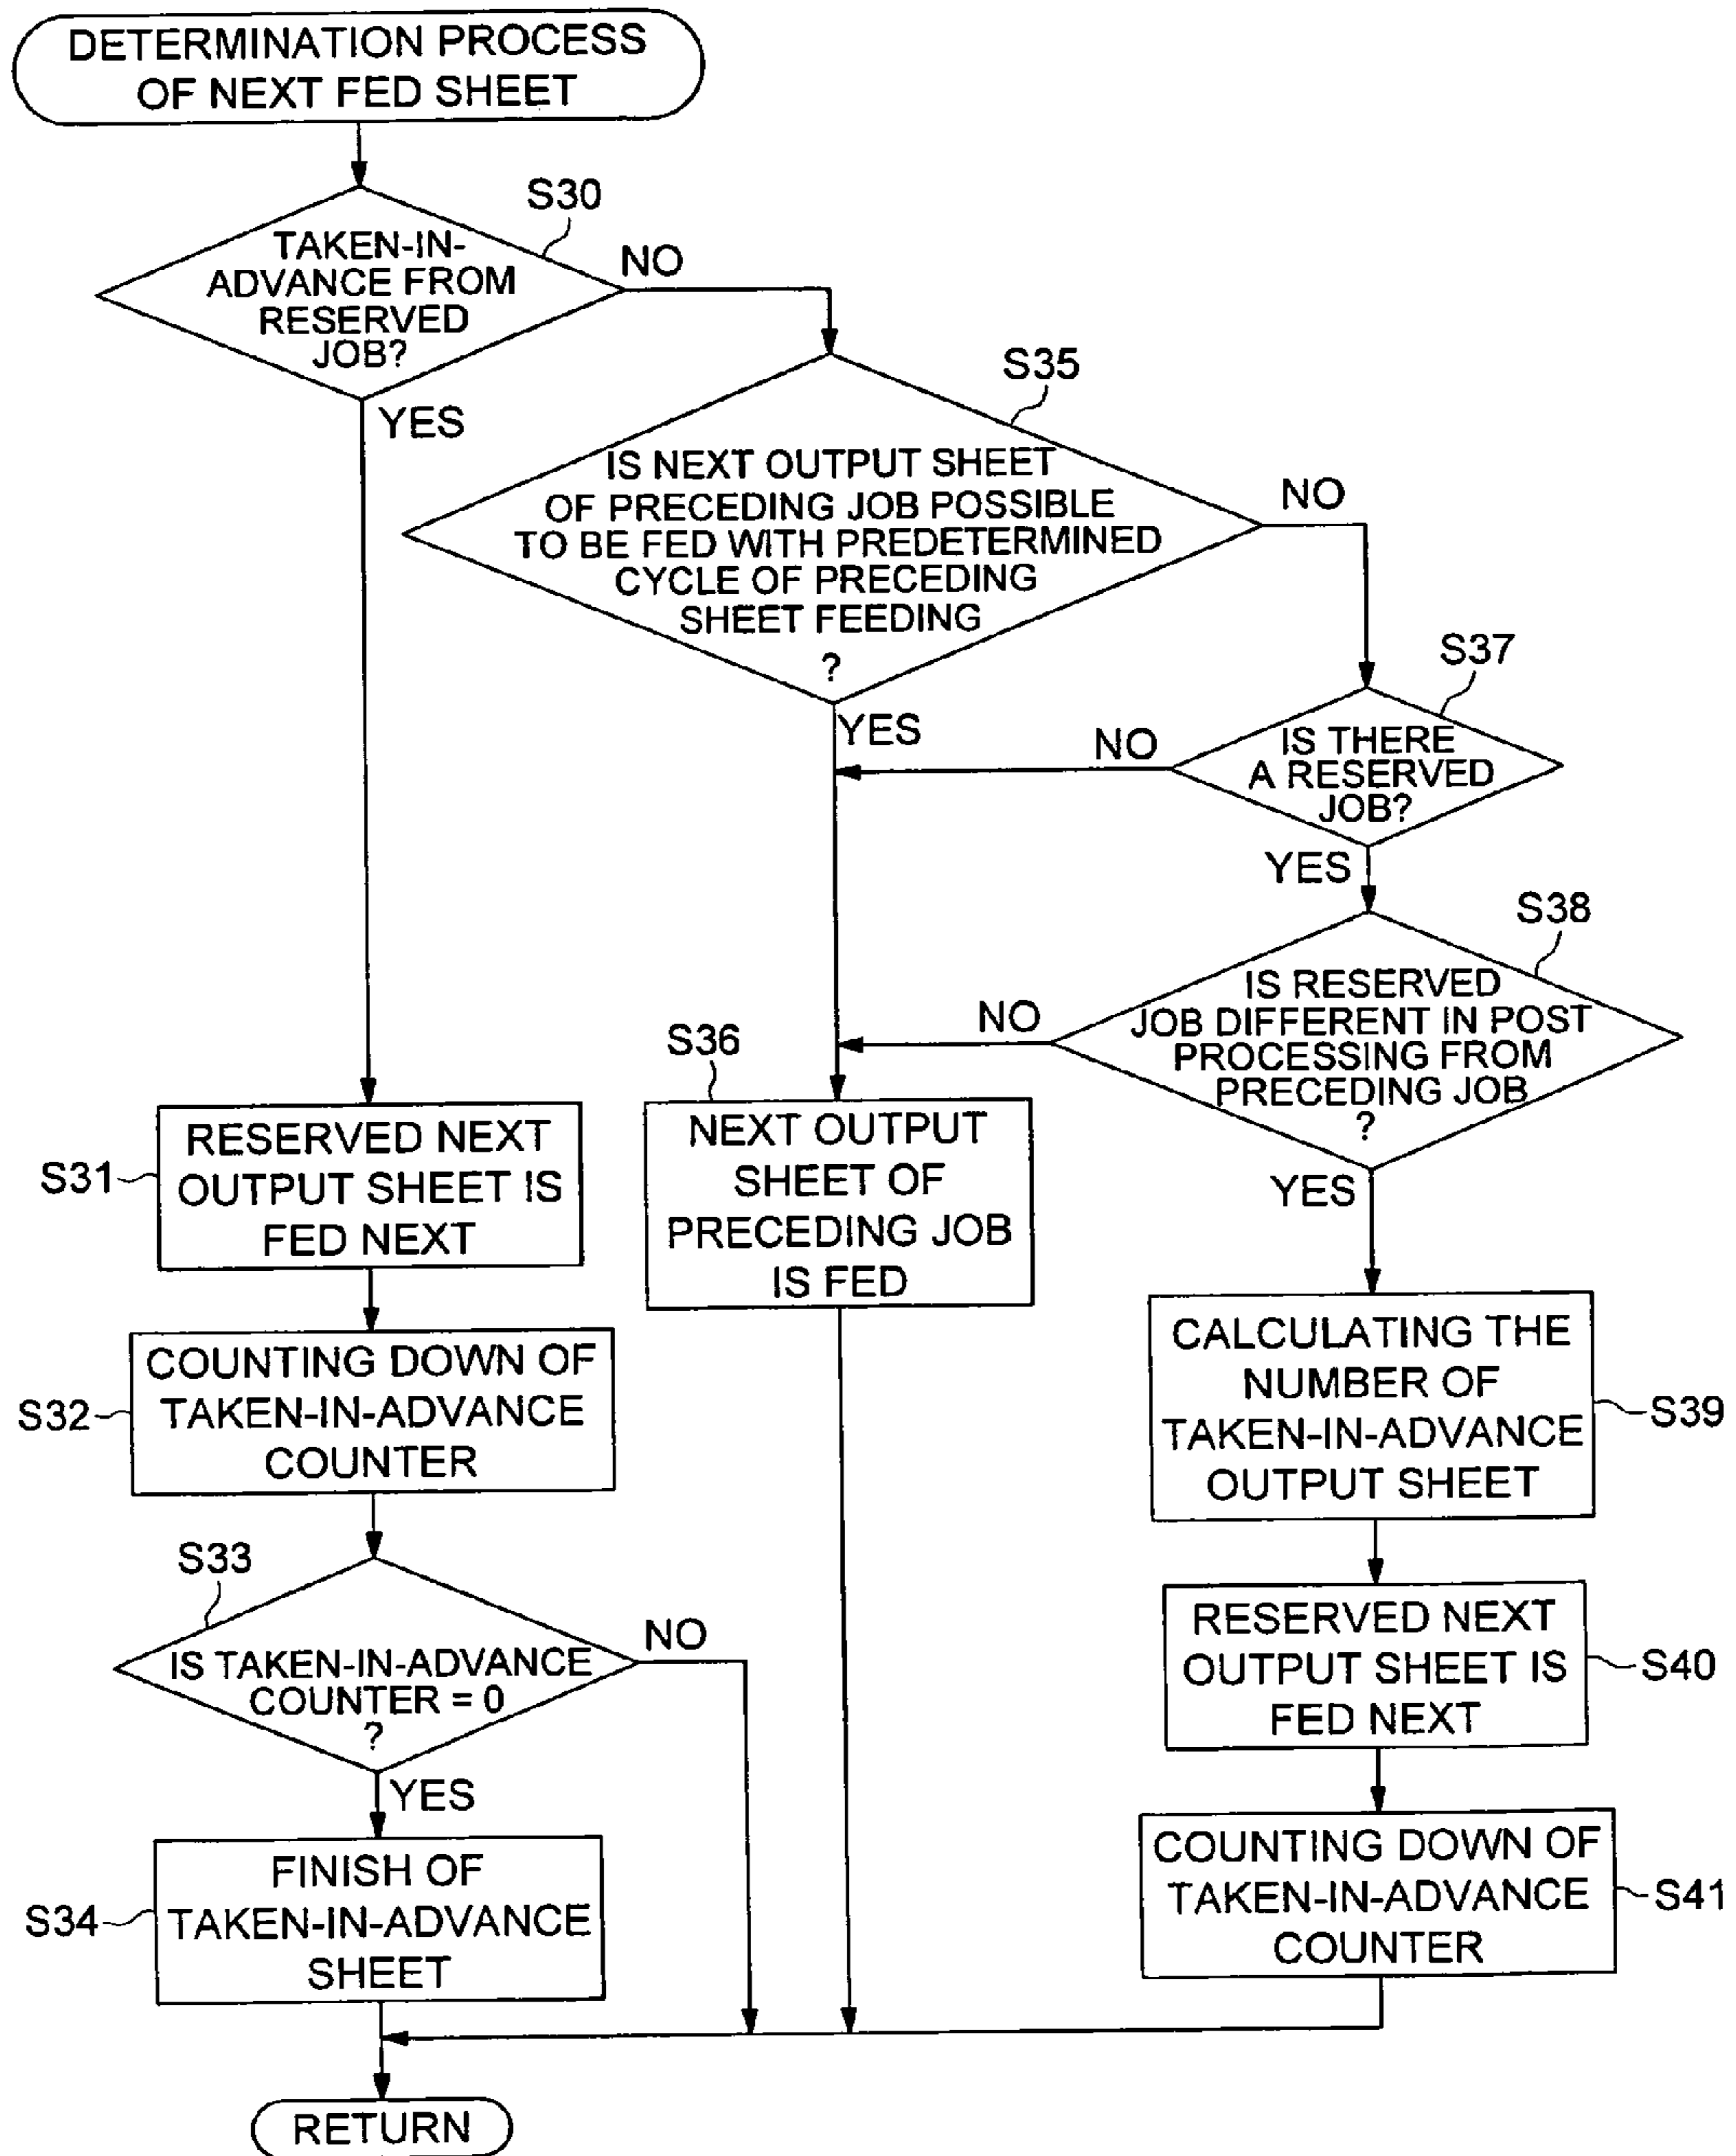 DETERMINATION PROCESS
OF NEXT FED SHEET
S30
TAKEN-IN-
ADVANCE FROM
RESERVED
JOB?
NO
YES
S35
IS NEXT OUTPUT SHEET
OF PRECEDING JOB POSSIBLE
TO BE FED WITH PREDETERMINED
CYCLE OF PRECEDING
SHEET FEEDING
?
NO
YES
S37
IS THERE
A RESERVED
JOB?
NO
YES
S38
IS RESERVED
JOB DIFFERENT IN POST
PROCESSING FROM
PRECEDING JOB
?
NO
YES
S36
NEXT OUTPUT
SHEET OF
PRECEDING JOB
IS FED
S31
RESERVED NEXT
OUTPUT SHEET IS
FED NEXT
S32
COUNTING DOWN OF
TAKEN-IN-ADVANCE
COUNTER
S33
IS TAKEN-IN-ADVANCE
COUNTER = 0
?
NO
YES
S34
FINISH OF
TAKEN-IN-ADVANCE
SHEET
CALCULATING THE
NUMBER OF
TAKEN-IN-ADVANCE
OUTPUT SHEET
S39
RESERVED NEXT
OUTPUT SHEET IS
FED NEXT
S40
COUNTING DOWN OF
TAKEN-IN-ADVANCE
COUNTER
S41
RETURN